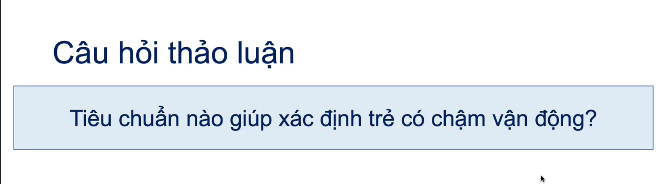 Câu hỏi thảo luận
Tiêu chuẩn nào giúp xác định trẻ có chậm vận động?